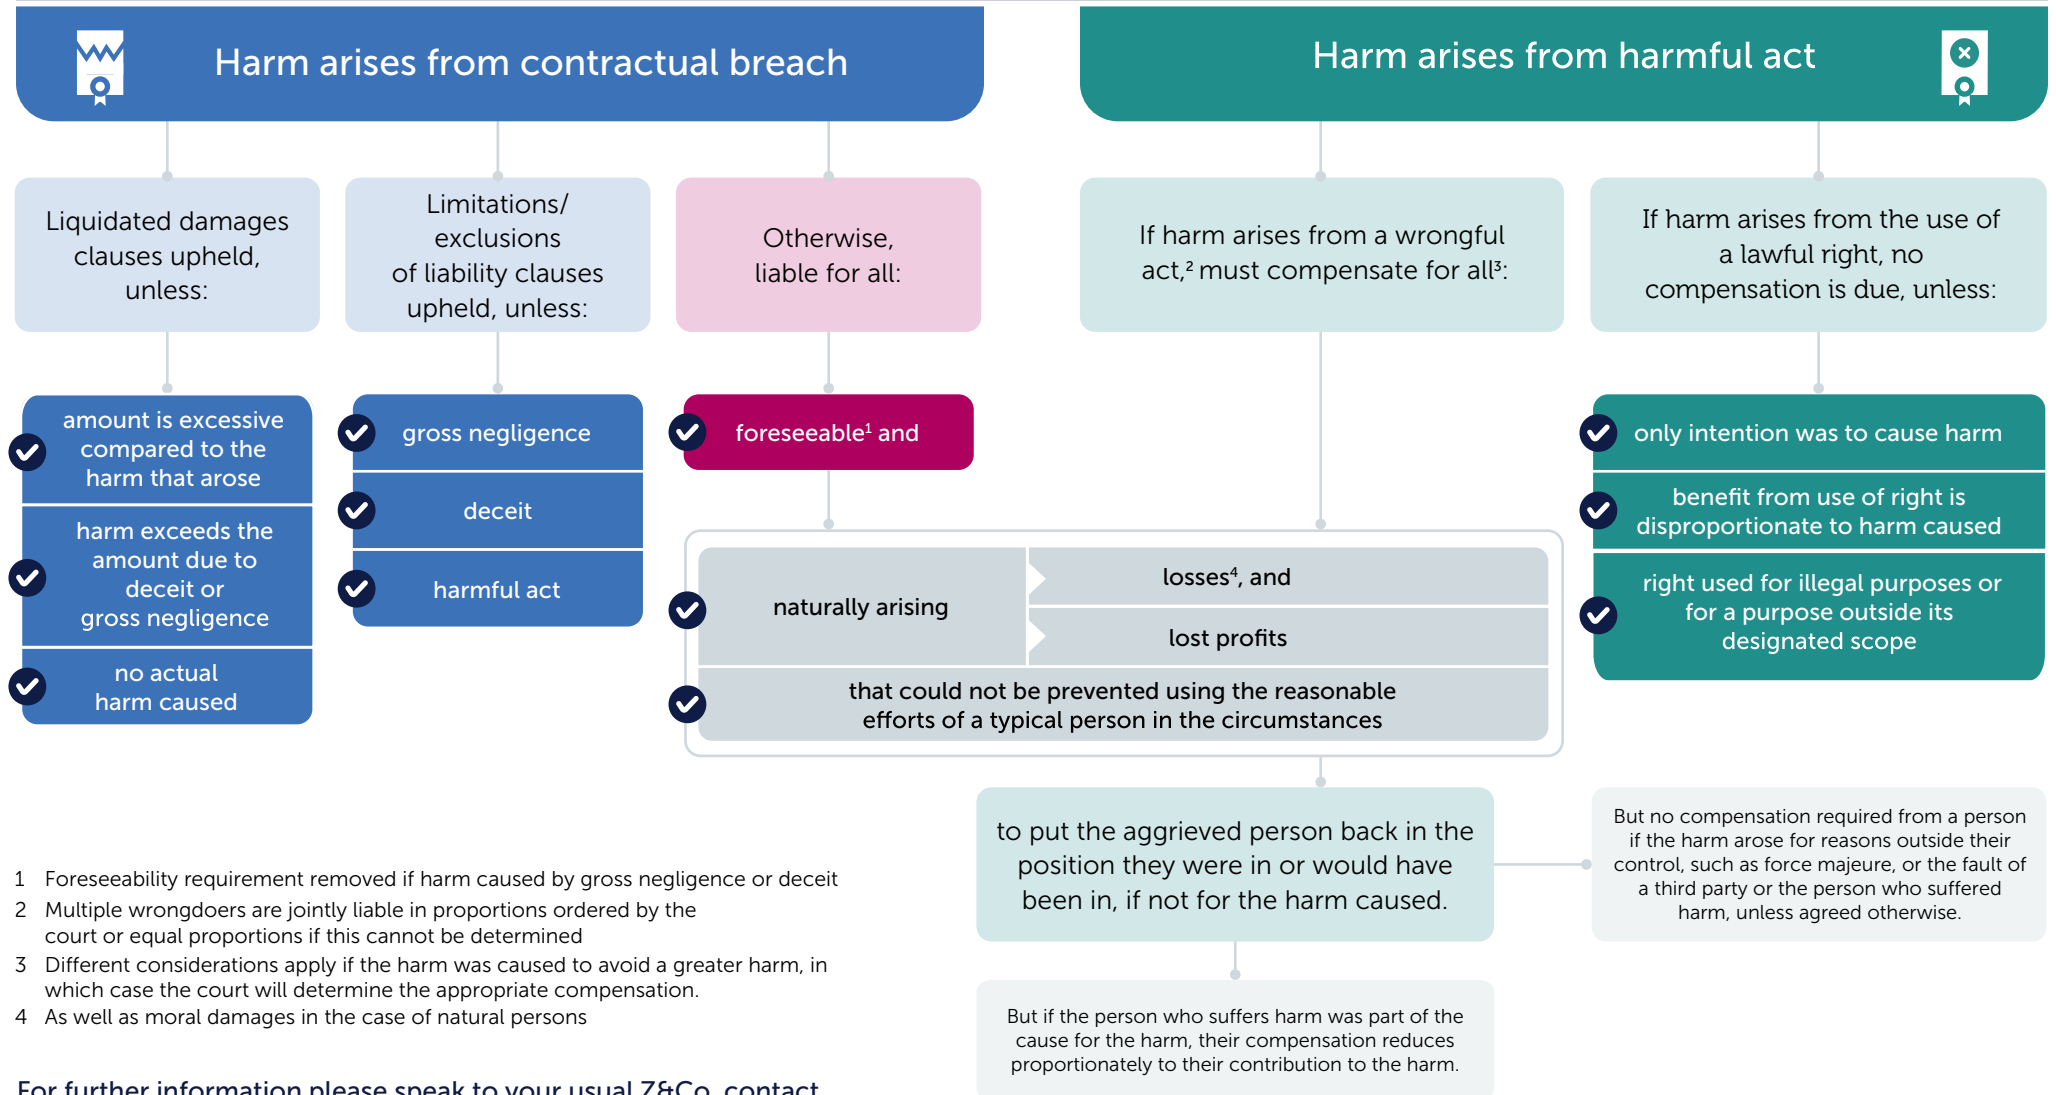 Harm arises from contractual breach
Liquidated damages
clauses upheld,
unless:
amount is excessive
compared to the
harm that arose
harm exceeds the
amount due to
deceit or
gross negligence
no actual
harm caused
Limitations/
exclusions
of liability clauses
upheld, unless:
gross negligence
deceit
harmful act
Otherwise,
liable for all:
foreseeable¹ and
Harm arises from harmful act
If harm arises from a wrongful
act,² must compensate for all³:
naturally arising
losses⁴, and
lost profits
that could not be prevented using the reasonable
efforts of a typical person in the circumstances
to put the aggrieved person back in the
position they were in or would have
been in, if not for the harm caused.
But if the person who suffers harm was part of the
cause for the harm, their compensation reduces
proportionately to their contribution to the harm.
But no compensation required from a person
if the harm arose for reasons outside their
control, such as force majeure, or the fault of
a third party or the person who suffered
harm, unless agreed otherwise.
If harm arises from the use of
a lawful right, no
compensation is due, unless:
only intention was to cause harm
benefit from use of right is
disproportionate to harm caused
right used for illegal purposes or
for a purpose outside its
designated scope
1 Foreseeability requirement removed if harm caused by gross negligence or deceit
2 Multiple wrongdoers are jointly liable in proportions ordered by the
court or equal proportions if this cannot be determined
3 Different considerations apply if the harm was caused to avoid a greater harm, in
which case the court will determine the appropriate compensation.
4 As well as moral damages in the case of natural persons
For further information please speak to your usual Z&Co. contact